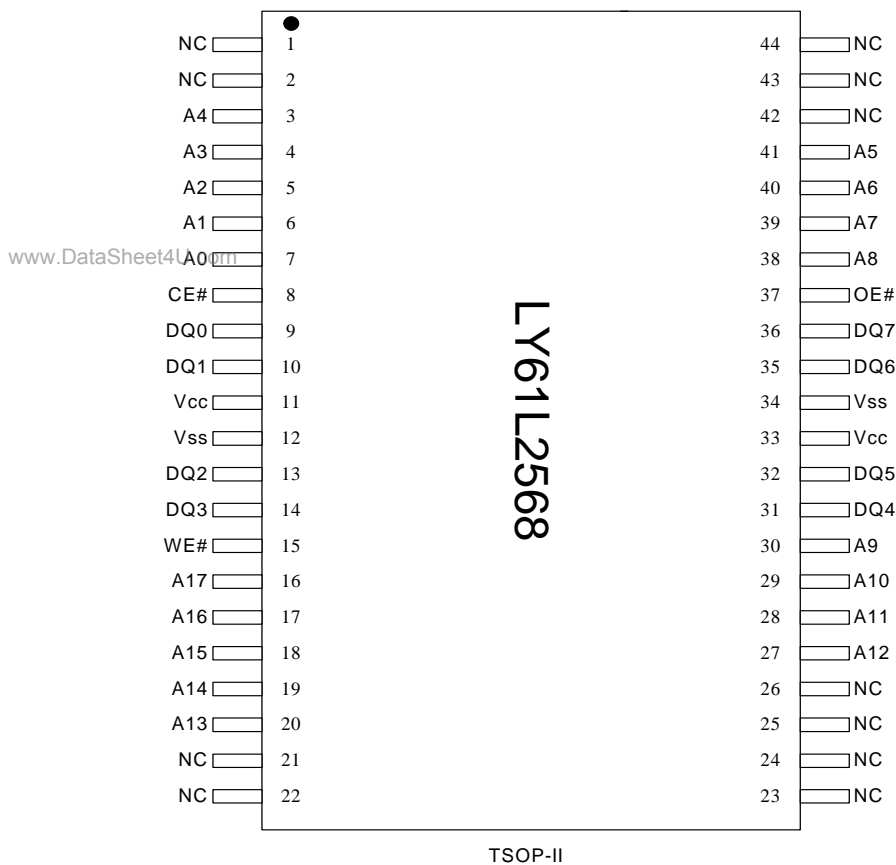 NC 1 44 NC
NC 2 43 NC
A4 3 42 NC
A3 4 41 A5
A2 5 40 A6
A1 6 39 A7
www.DataSheet4U.com
A0 7 38 A8
CE# 8 37 OE#
DQ0 9 36 DQ7
DQ1 10 35 DQ6
Vcc 11 34 Vss
Vss 12 33 Vcc
DQ2 13 32 DQ5
DQ3 14 31 DQ4
WE# 15 30 A9
A17 16 29 A10
A16 17 28 A11
A15 18 27 A12
A14 19 26 NC
A13 20 25 NC
NC 21 24 NC
NC 22 23 NC
LY61L2568
TSOP-II